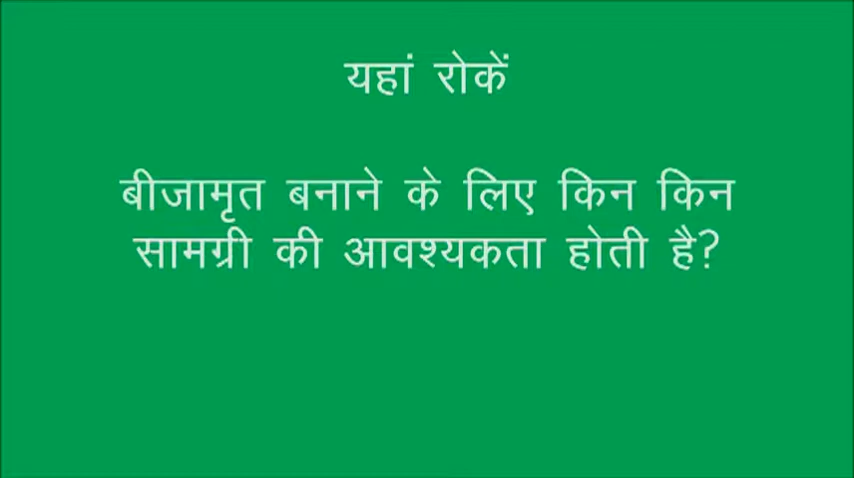 यहां रोकें
बीजामृत बनाने के लिए किन किन
सामग्री की आवश्यकता होती है?